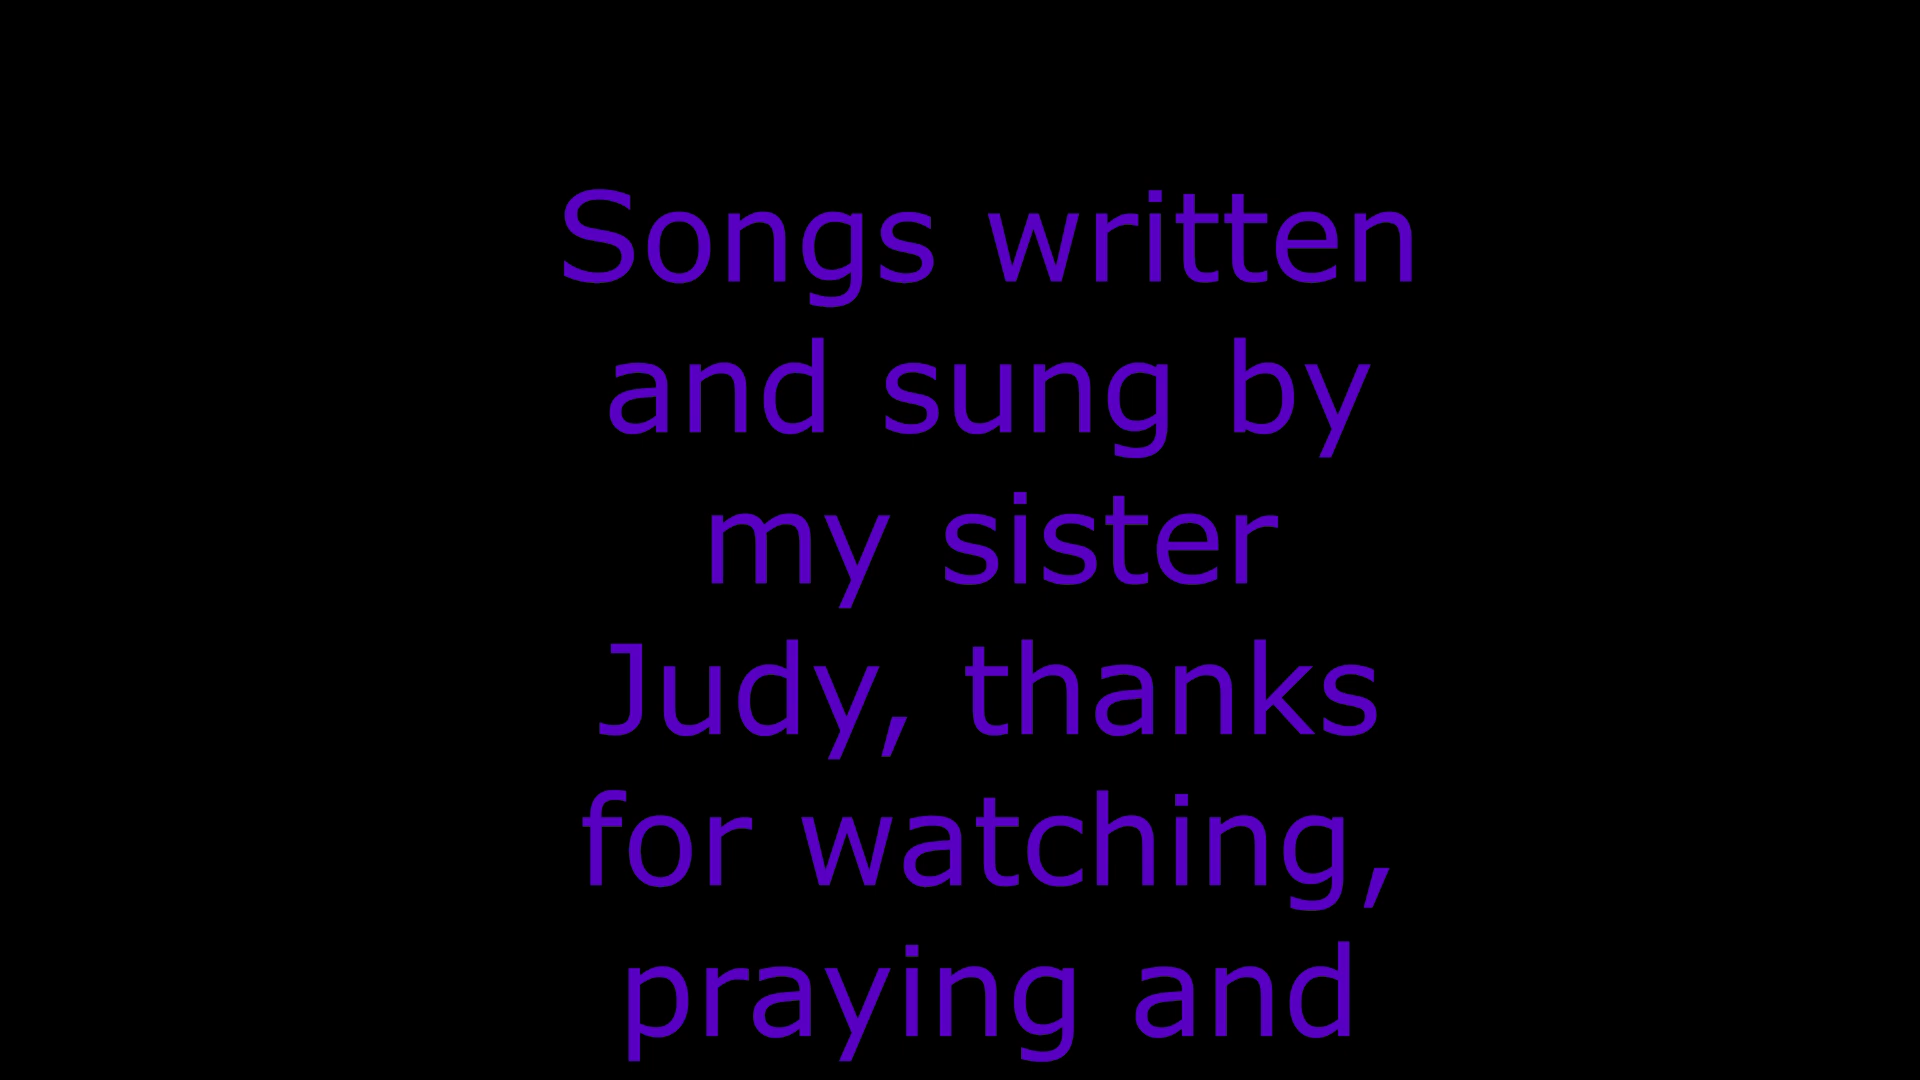 Songs written
and sung by
my sister
Judy, thanks
for watching,
praying and